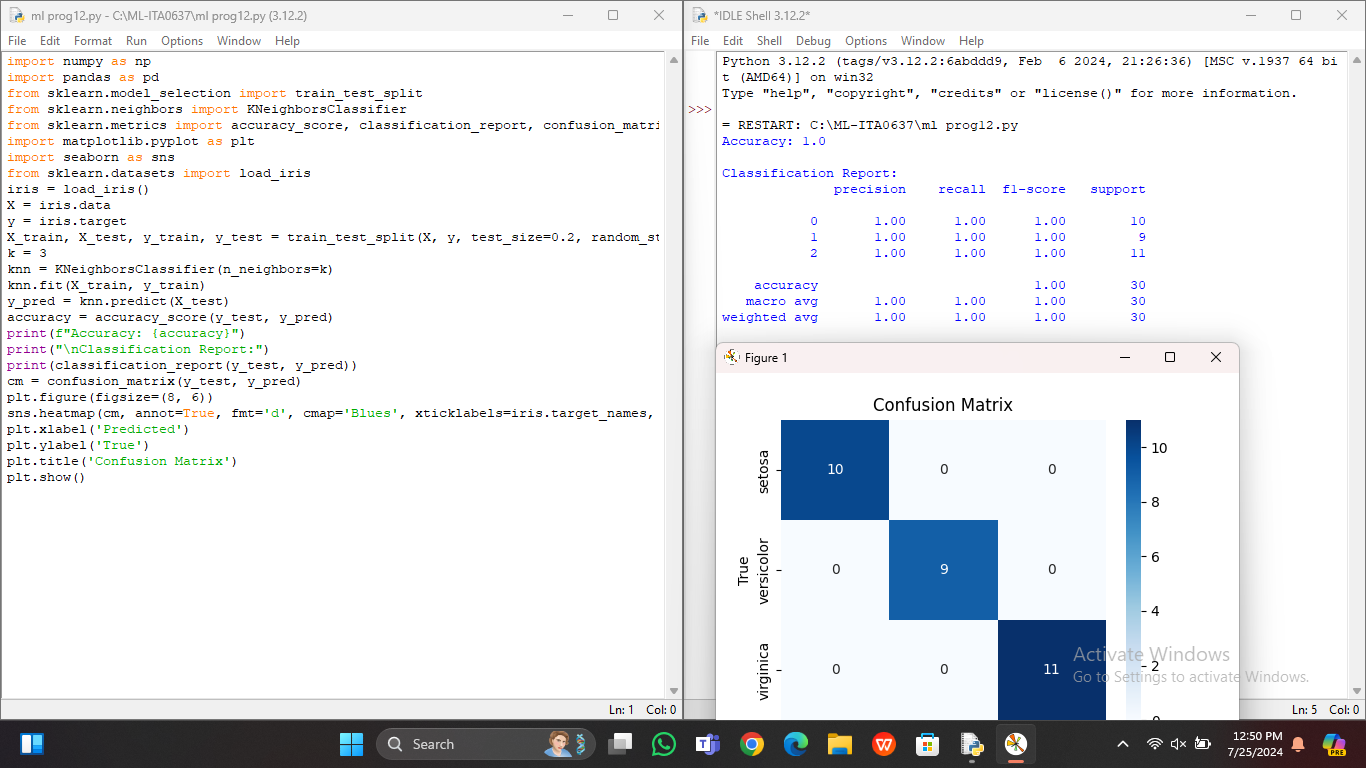 ml prog12.py - C:\ML-ITA0637\ml prog12.py (3.12.2)
File Edit Format Run Options Window Help
import numpy as np
import pandas as pd
from sklearn.model_selection import train_test_split
from sklearn.neighbors import KNeighborsClassifier
from sklearn.metrics import accuracy_score, classification_report, confusion_matri
import matplotlib.pyplot as plt
import seaborn as sns
from sklearn.datasets import load_iris
iris = load_iris()
X = iris.data
y = iris.target
X_train, X_test, y_train, y_test = train_test_split(X, y, test_size=0.2, random_st
k = 3
knn = KNeighborsClassifier(n_neighbors=k)
knn.fit(X_train, y_train)
y_pred = knn.predict(X_test)
accuracy = accuracy_score(y_test, y_pred)
print(f"Accuracy: {accuracy}")
print("\nClassification Report:")
print(classification_report(y_test, y_pred))
cm = confusion_matrix(y_test, y_pred)
plt.figure(figsize=(8, 6))
sns.heatmap(cm, annot=True, fmt='d', cmap='Blues', xticklabels=iris.target_names,
plt.xlabel('Predicted')
plt.ylabel('True')
plt.title('Confusion Matrix')
plt.show()
Ln: 1 Col: 0
*IDLE Shell 3.12.2*
File Edit Shell Debug Options Window Help
Python 3.12.2 (tags/v3.12.2:6abddd9, Feb  6 2024, 21:26:36) [MSC v.1937 64 bi
t (AMD64)] on win32
Type "help", "copyright", "credits" or "license()" for more information.
>>>
= RESTART: C:\ML-ITA0637\ml prog12.py
Accuracy: 1.0
Classification Report:
precision recall f1-score support
0 1.00 1.00 1.00 10
1 1.00 1.00 1.00 9
2 1.00 1.00 1.00 11
accuracy 1.00 30
macro avg 1.00 1.00 1.00 30
weighted avg 1.00 1.00 1.00 30
Figure 1
Confusion Matrix
True
setosa
versicolor
virginica
10 0 0
0 9 0
0 0 11
10
8
6
4
2
0
Activate Windows
Go to Settings to activate Windows.
Ln: 5 Col: 0
Search
12:50 PM
7/25/2024
PRE